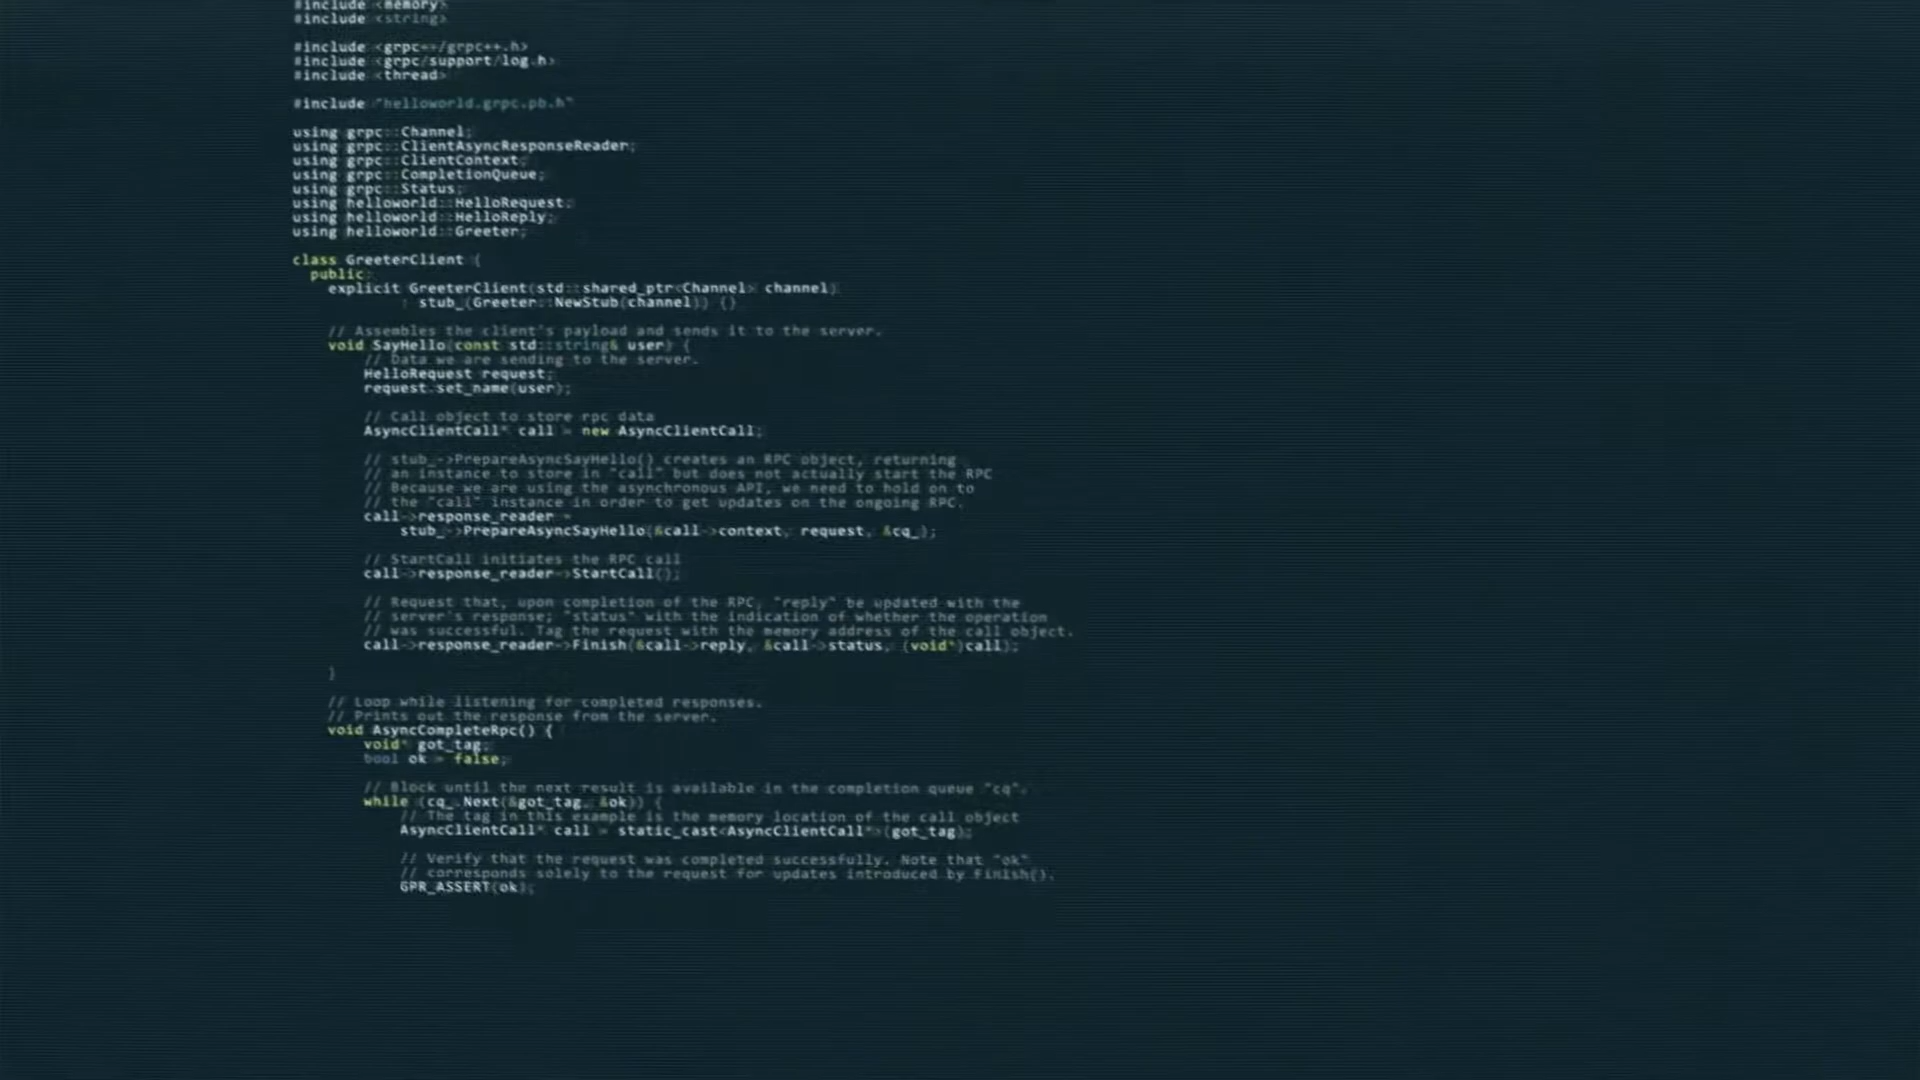 #include <memory>
#include <string>
#include <grpc++/grpc++.h>
#include <grpc/support/log.h>
#include <thread>
#include "helloworld.grpc.pb.h"
using grpc::Channel;
using grpc::ClientAsyncResponseReader;
using grpc::ClientContext;
using grpc::CompletionQueue;
using grpc::Status;
using helloworld::HelloRequest;
using helloworld::HelloReply;
using helloworld::Greeter;
class GreeterClient {
public:
explicit GreeterClient(std::shared_ptr<Channel> channel)
: stub_(Greeter::NewStub(channel)) {}
// Assembles the client's payload and sends it to the server.
void SayHello(const std::string& user) {
// Data we are sending to the server.
HelloRequest request;
request.set_name(user);
// Call object to store rpc data
AsyncClientCall* call = new AsyncClientCall;
// stub_->PrepareAsyncSayHello() creates an RPC object, returning
// an instance to store in "call" but does not actually start the RPC
// Because we are using the asynchronous API, we need to hold on to
// the "call" instance in order to get updates on the ongoing RPC.
call->response_reader =
stub_->PrepareAsyncSayHello(&call->context, request, &cq_);
// StartCall initiates the RPC call
call->response_reader->StartCall();
// Request that, upon completion of the RPC, "reply" be updated with the
// server's response; "status" with the indication of whether the operation
// was successful. Tag the request with the memory address of the call object.
call->response_reader->Finish(&call->reply, &call->status, (void*)call);
}
// Loop while listening for completed responses.
// Prints out the response from the server.
void AsyncCompleteRpc() {
void* got_tag;
bool ok = false;
// Block until the next result is available in the completion queue "cq".
while (cq_.Next(&got_tag, &ok)) {
// The tag in this example is the memory location of the call object
AsyncClientCall* call = static_cast<AsyncClientCall*>(got_tag);
// Verify that the request was completed successfully. Note that "ok"
// corresponds solely to the request for updates introduced by Finish().
GPR_ASSERT(ok);